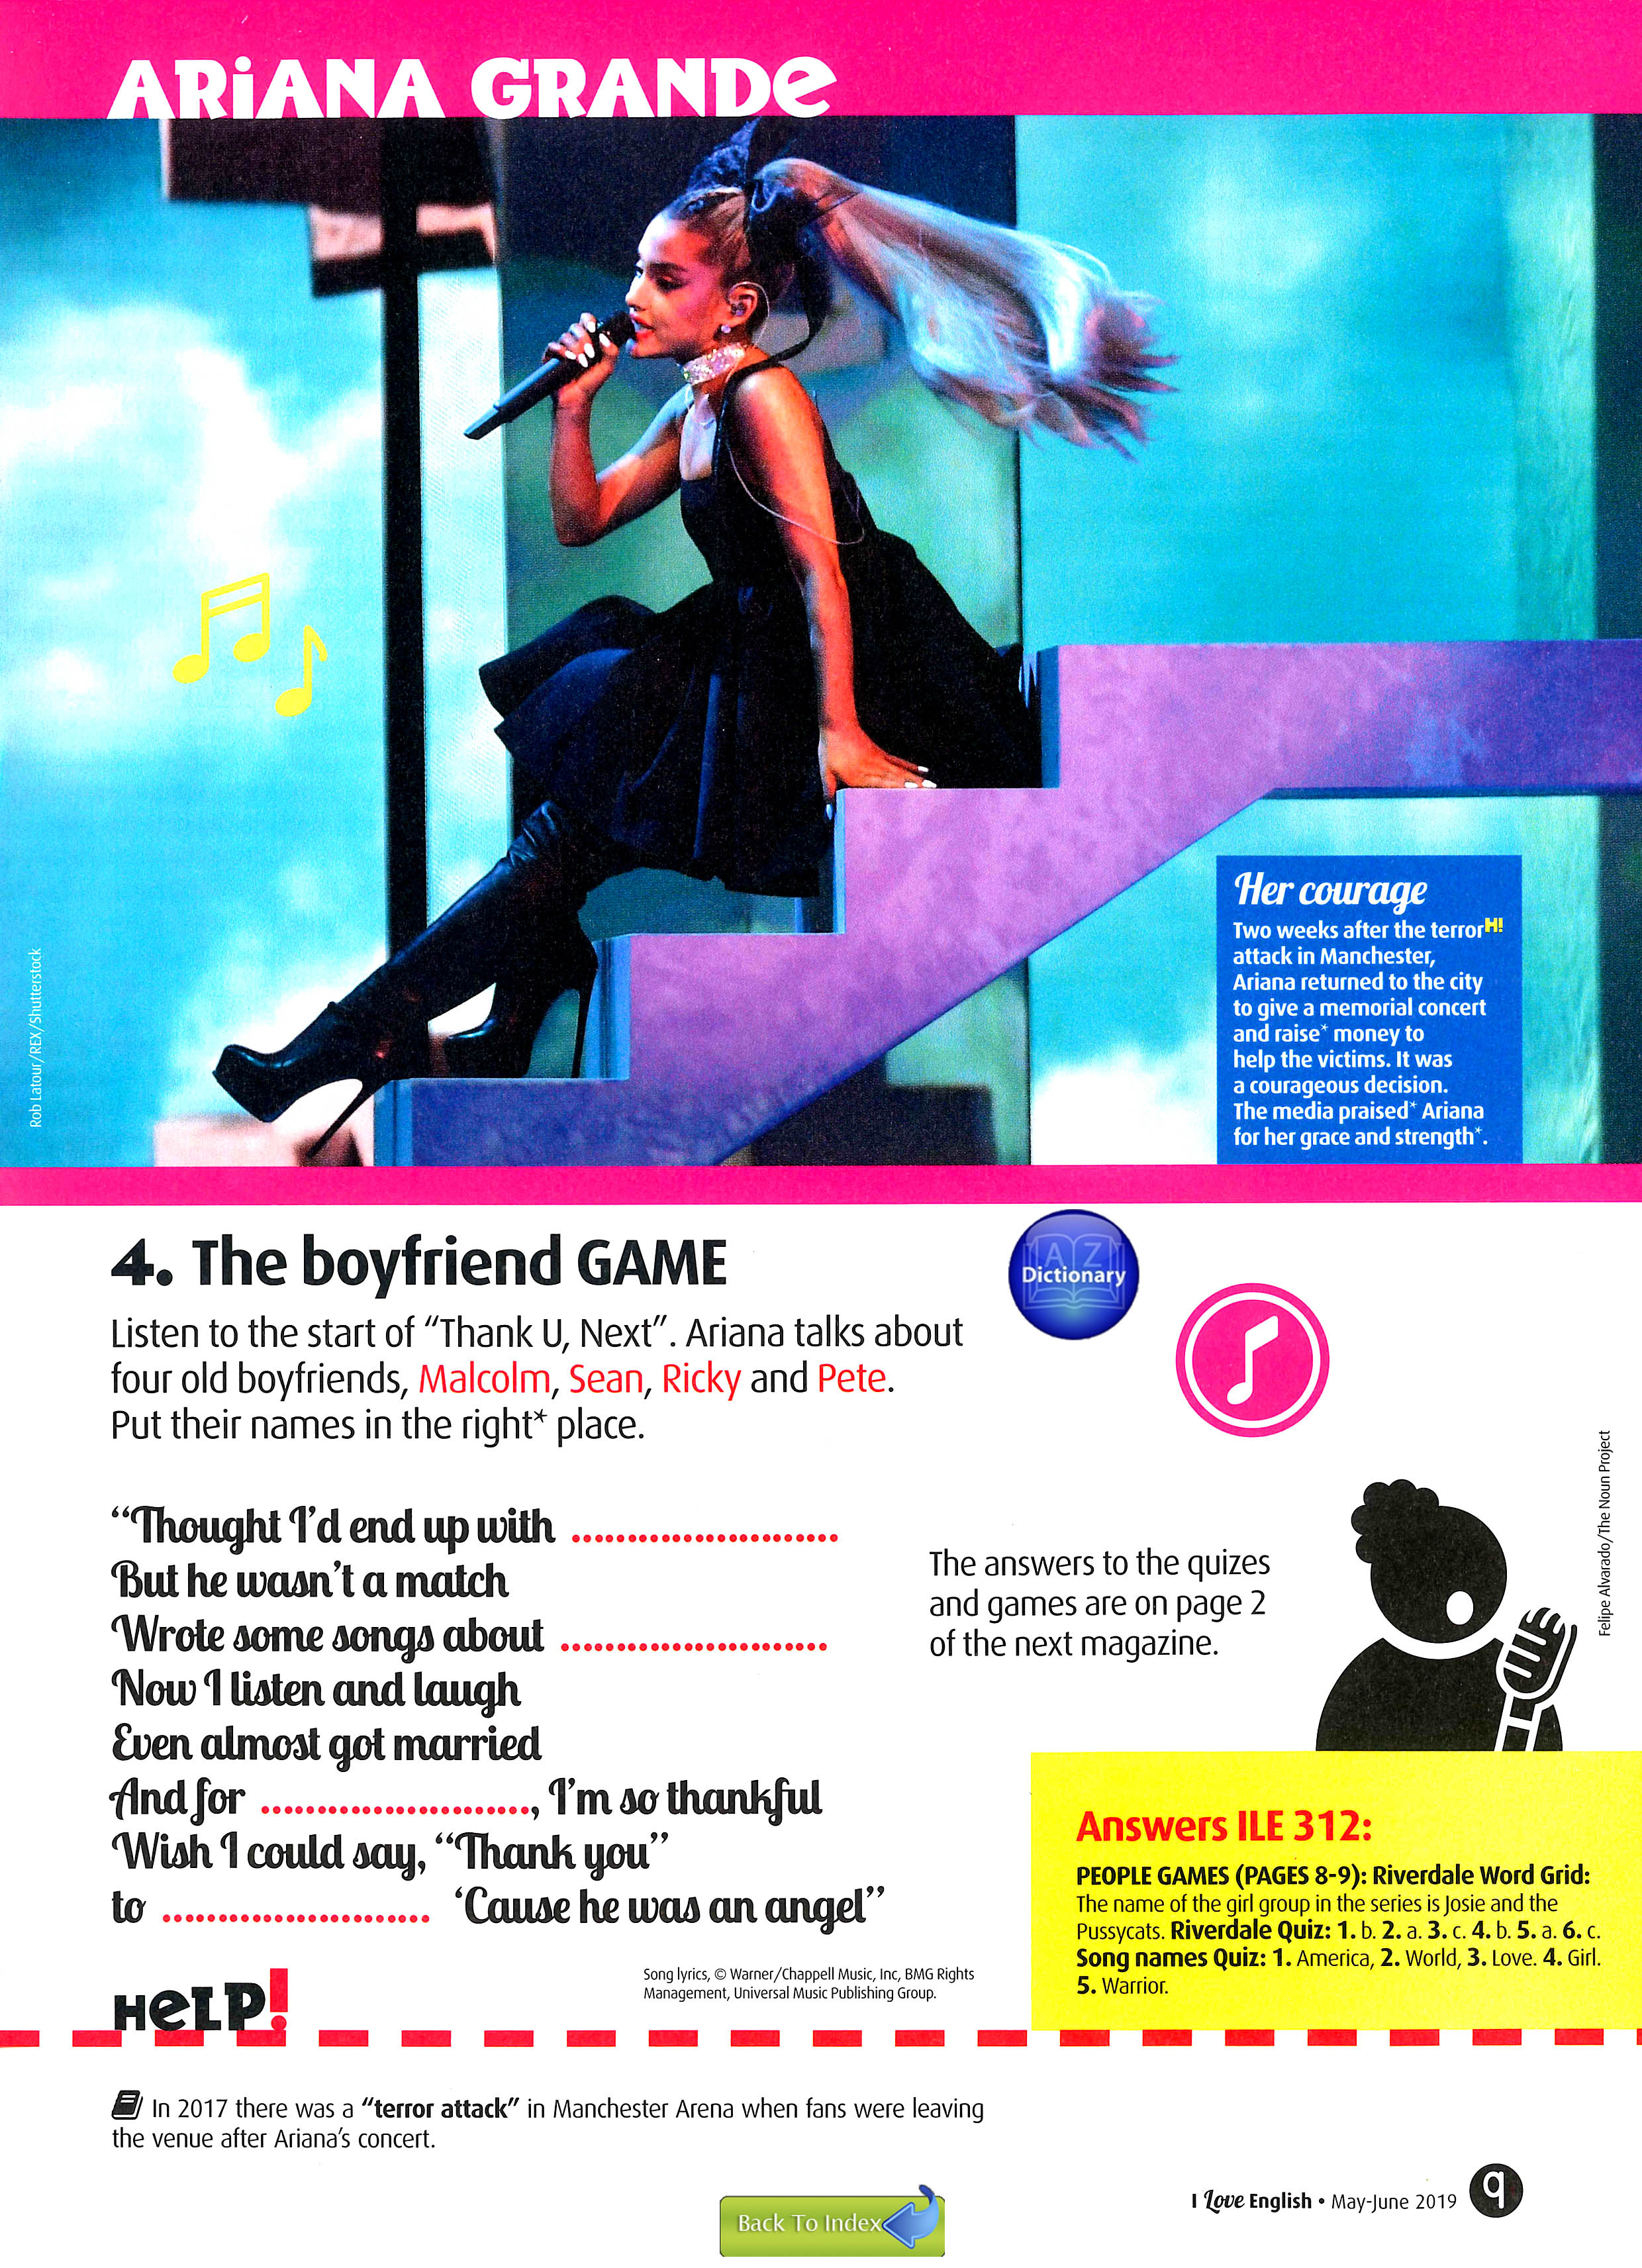 ARiANA GRANDe
Rob Latour/REX/Shutterstock
Her courage
Two weeks after the terrorH!
attack in Manchester,
Ariana returned to the city
to give a memorial concert
and raise* money to
help the victims. It was
a courageous decision.
The media praised* Ariana
for her grace and strength*.
4. The boyfriend GAME
A Z
Dictionary
Listen to the start of “Thank U, Next”. Ariana talks about
four old boyfriends, Malcolm, Sean, Ricky and Pete.
Put their names in the right* place.
“Thought I’d end up with ........................
But he wasn’t a match
Wrote some songs about ........................
Now I listen and laugh
Even almost got married
And for ........................, I’m so thankful
Wish I could say, “Thank you”
to ........................ ‘Cause he was an angel”
The answers to the quizes
and games are on page 2
of the next magazine.
Felipe Alvarado/The Noun Project
Answers ILE 312:
PEOPLE GAMES (PAGES 8-9): Riverdale Word Grid:
The name of the girl group in the series is Josie and the
Pussycats. Riverdale Quiz: 1. b. 2. a. 3. c. 4. b. 5. a. 6. c.
Song names Quiz: 1. America, 2. World, 3. Love. 4. Girl.
5. Warrior.
Song lyrics, © Warner/Chappell Music, Inc, BMG Rights
Management, Universal Music Publishing Group.
HeLP!
In 2017 there was a “terror attack” in Manchester Arena when fans were leaving
the venue after Ariana’s concert.
I Love English • May-June 2019 9
Back To Index